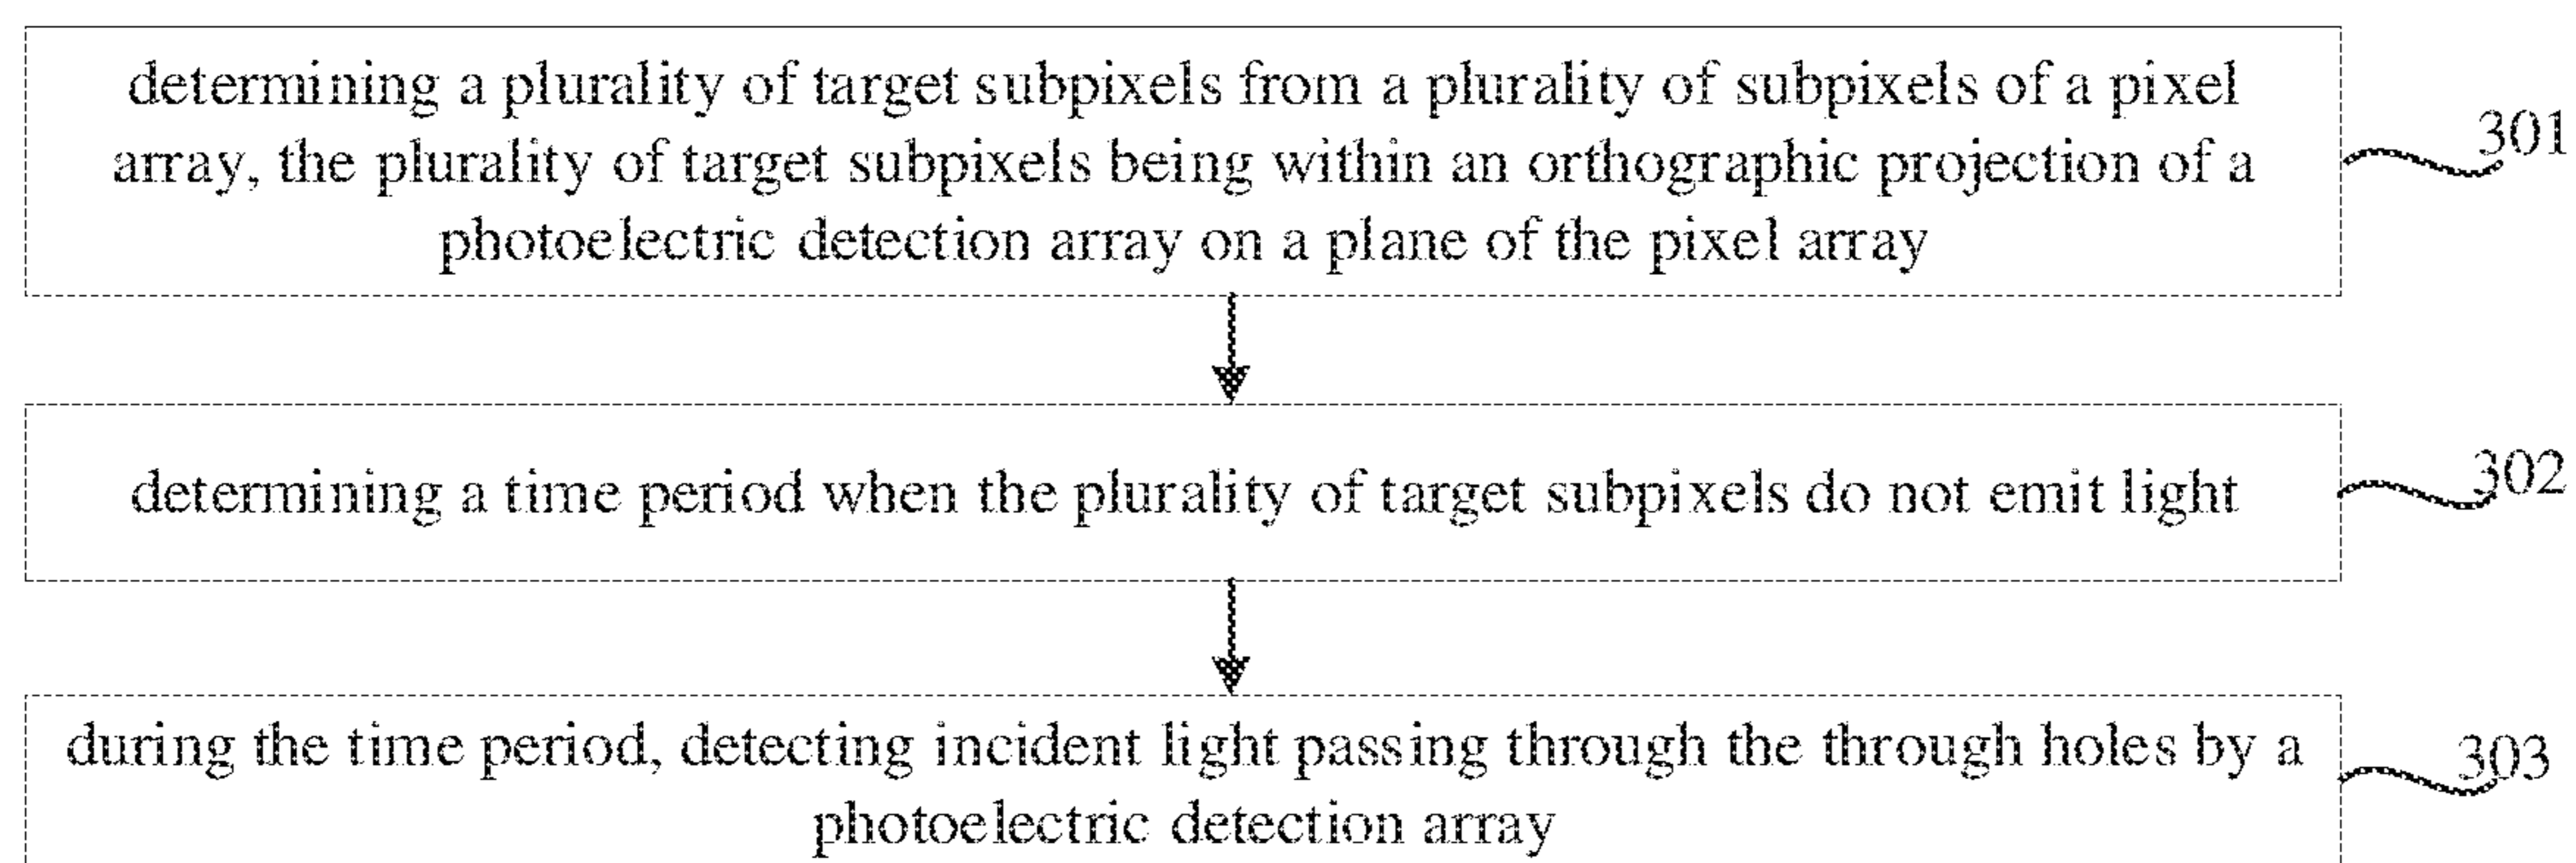 determining a plurality of target subpixels from a plurality of subpixels of a pixel
array, the plurality of target subpixels being within an orthographic projection of a
photoelectric detection array on a plane of the pixel array
301
determining a time period when the plurality of target subpixels do not emit light
302
during the time period, detecting incident light passing through the through holes by a
photoelectric detection array
303